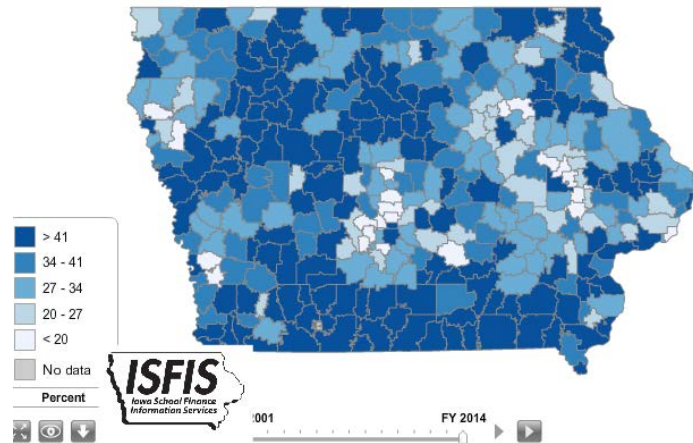 > 41
34 - 41
27 - 34
20 - 27
< 20
No data
Percent
ISFIS
Iowa School Finance
Information Services
2001
FY 2014